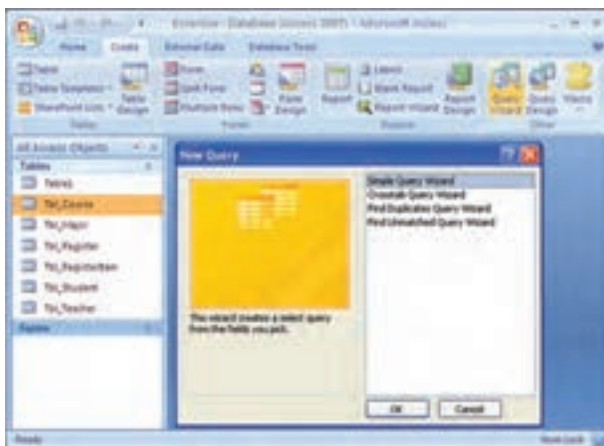 Database (Access 2007) - Microsoft Access
Home Create External Data Database Tools
Table
Table Templates
SharePoint Lists
Table Design
Tables
Form
Split Form
Multiple Items
Form Design
Forms
Report
Labels
Blank Report
Report Wizard
Report Design
Reports
Query Wizard
Query Design
Macro
Other
All Access Objects
Tables
Table1
Tbl_Course
Tbl_Major
Tbl_Register
Tbl_RegisterItem
Tbl_Student
Tbl_Teacher
New Query
Simple Query Wizard
Crosstab Query Wizard
Find Duplicates Query Wizard
Find Unmatched Query Wizard
This wizard creates a select query
from the fields you pick.
OK Cancel
Ready
Num Lock